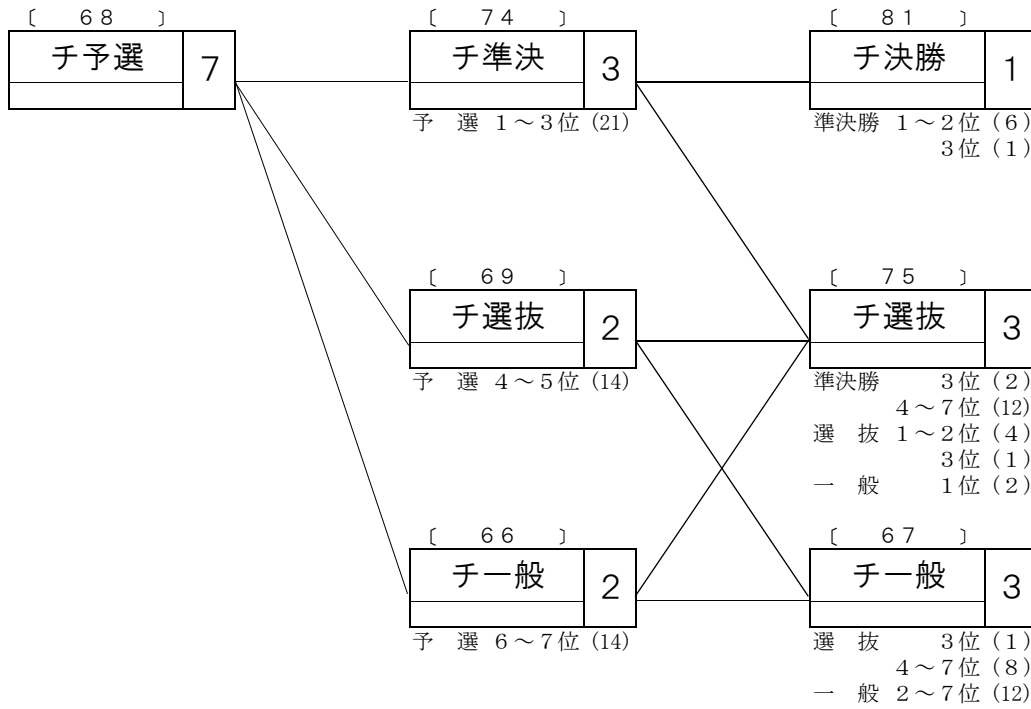 〔 68 〕
チ予選 7
〔 74 〕
チ準決 3
予 選 1～3位 (21)
〔 81 〕
チ決勝 1
準決勝 1～2位 (6)
3位 (1)
〔 69 〕
チ選抜 2
予 選 4～5位 (14)
〔 75 〕
チ選抜 3
準決勝 3位 (2)
4～7位 (12)
選 抜 1～2位 (4)
3位 (1)
一 般 1位 (2)
〔 66 〕
チ一般 2
予 選 6～7位 (14)
〔 67 〕
チ一般 3
選 抜 3位 (1)
4～7位 (8)
一 般 2～7位 (12)